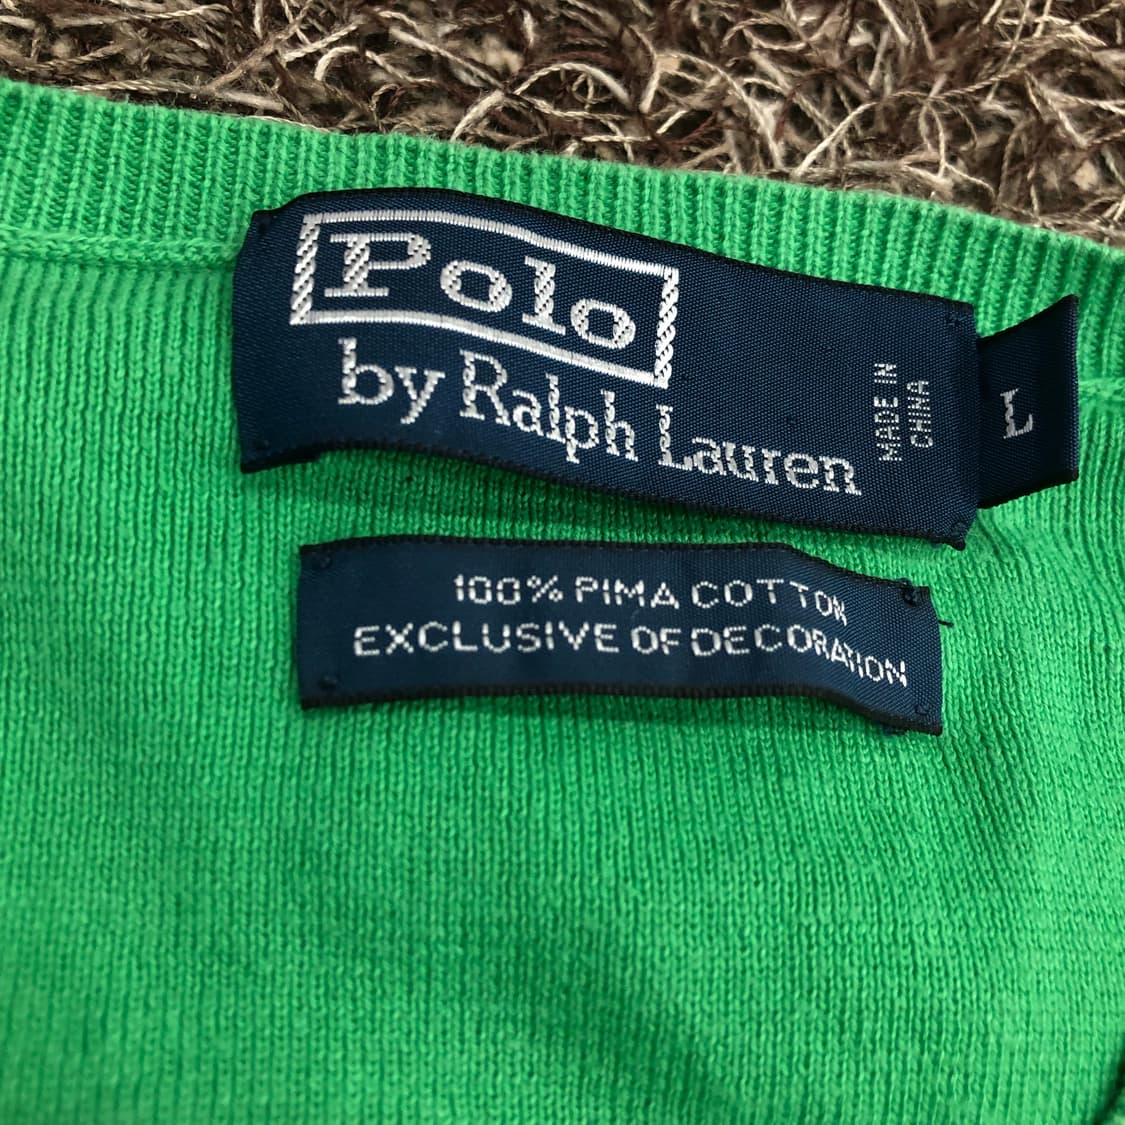 Polo
by Ralph Lauren
MADE IN
CHINA
L
100% PIMA COTTON
EXCLUSIVE OF DECORATION